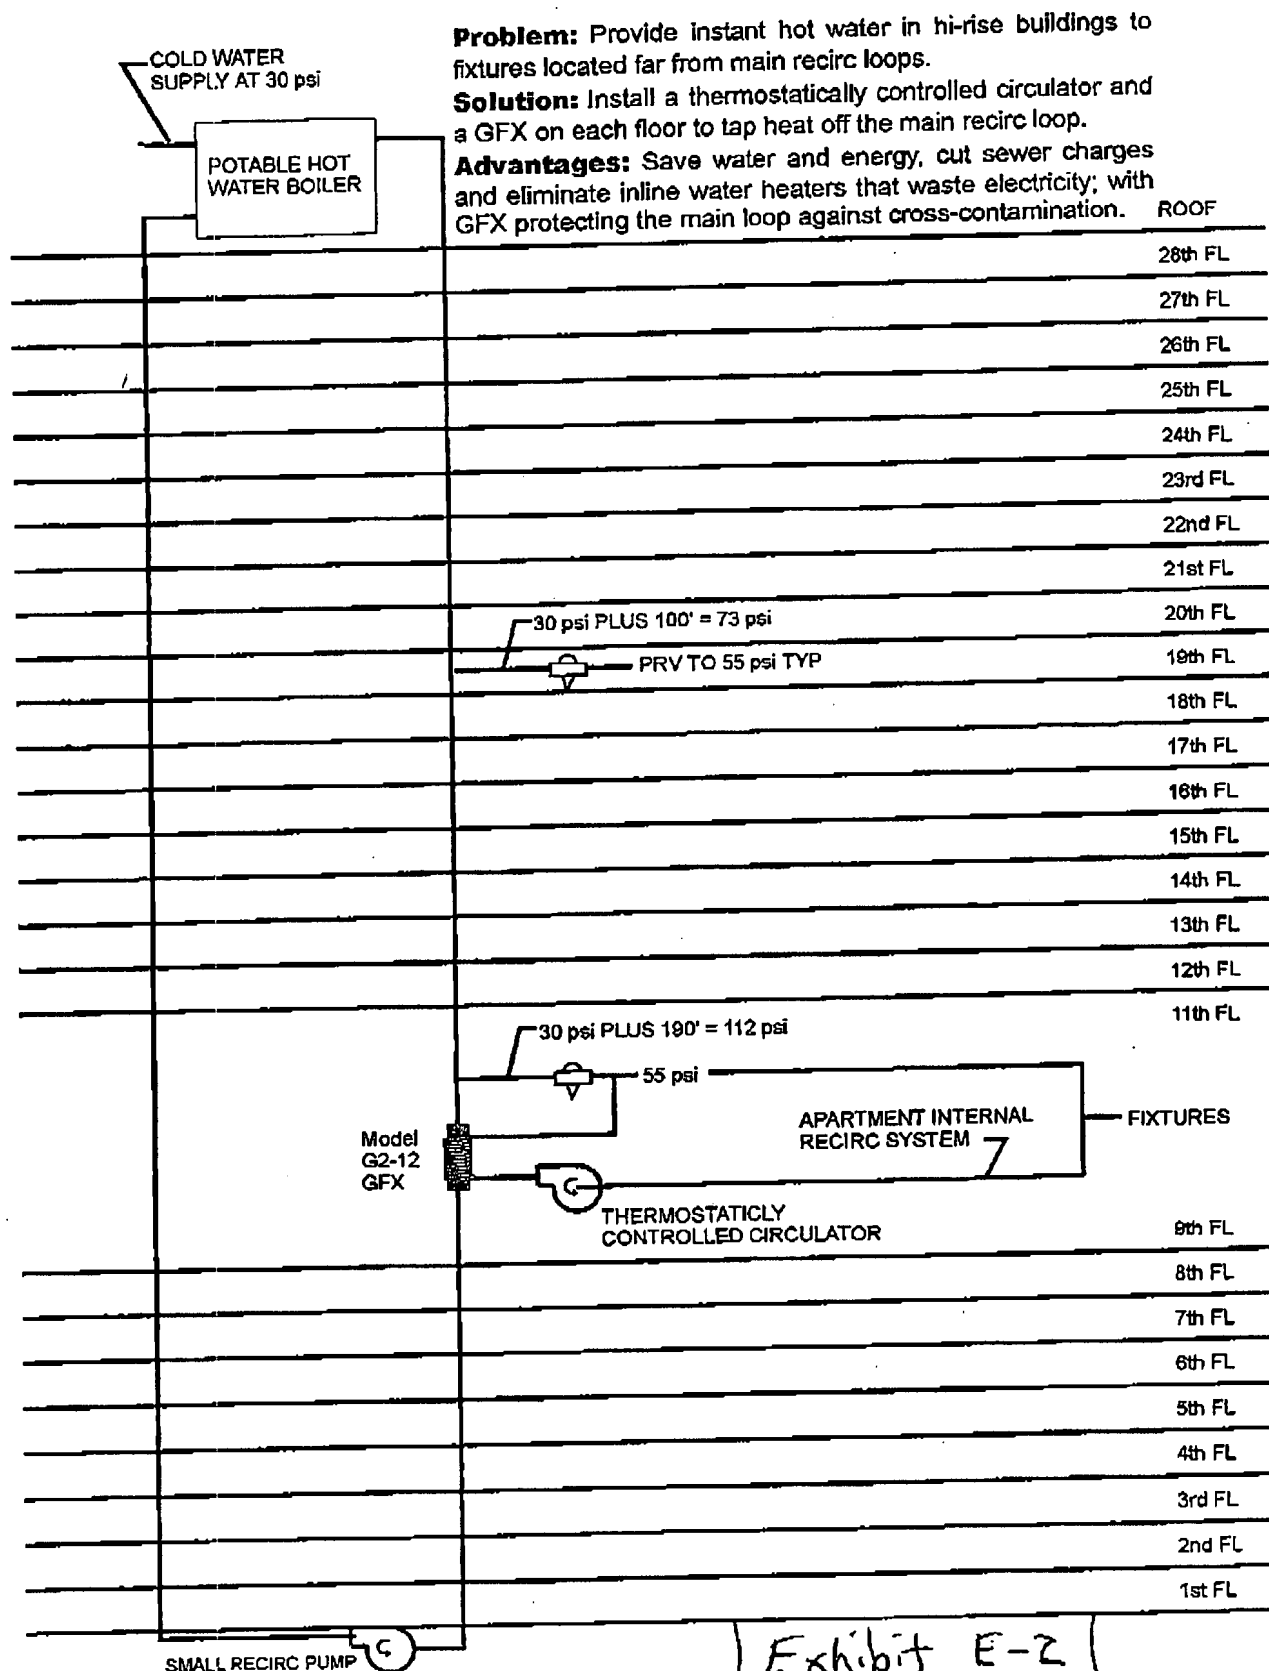 Problem: Provide instant hot water in hi-rise buildings to
fixtures located far from main recirc loops.
Solution: Install a thermostatically controlled circulator and
a GFX on each floor to tap heat off the main recirc loop.
Advantages: Save water and energy, cut sewer charges
and eliminate inline water heaters that waste electricity; with
GFX protecting the main loop against cross-contamination.
COLD WATER
SUPPLY AT 30 psi
POTABLE HOT
WATER BOILER
ROOF
28th FL
27th FL
26th FL
25th FL
24th FL
23rd FL
22nd FL
21st FL
20th FL
30 psi PLUS 100' = 73 psi
19th FL
PRV TO 55 psi TYP
18th FL
17th FL
16th FL
15th FL
14th FL
13th FL
12th FL
11th FL
30 psi PLUS 190' = 112 psi
55 psi
APARTMENT INTERNAL
RECIRC SYSTEM
FIXTURES
Model
G2-12
GFX
C
THERMOSTATICLY
CONTROLLED CIRCULATOR
9th FL
8th FL
7th FL
6th FL
5th FL
4th FL
3rd FL
2nd FL
1st FL
C
SMALL RECIRC PUMP
Exhibit E-2